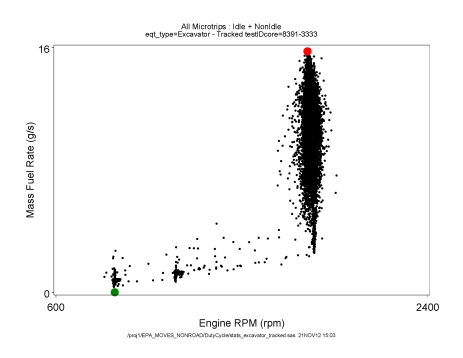 All Microtrips : Idle + NonIdle
eqt_type=Excavator - Tracked testIDcore=8391-3333
16
Mass Fuel Rate (g/s)
0
600
2400
Engine RPM (rpm)
/proj1/EPA_MOVES_NONROAD/DutyCycle/stats_excavator_tracked.sas 21NOV12 15:03